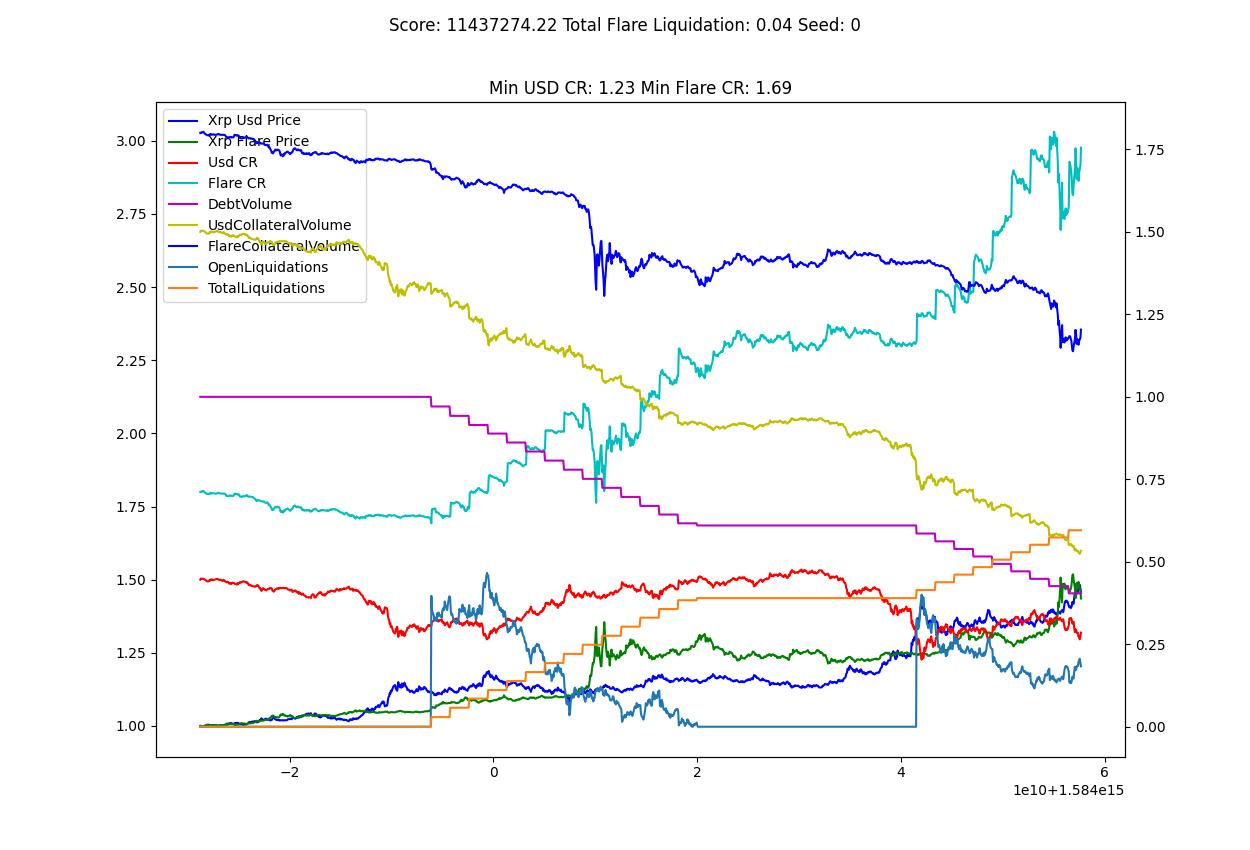 Score: 11437274.22 Total Flare Liquidation: 0.04 Seed: 0
Min USD CR: 1.23 Min Flare CR: 1.69
Xrp Usd Price
Xrp Flare Price
Usd CR
Flare CR
DebtVolume
UsdCollateralVolume
FlareCollateralVolume
OpenLiquidations
TotalLiquidations
3.00
2.75
2.50
2.25
2.00
1.75
1.50
1.25
1.00
1.75
1.50
1.25
1.00
0.75
0.50
0.25
0.00
−2
0
2
4
6
1e10+1.584e15